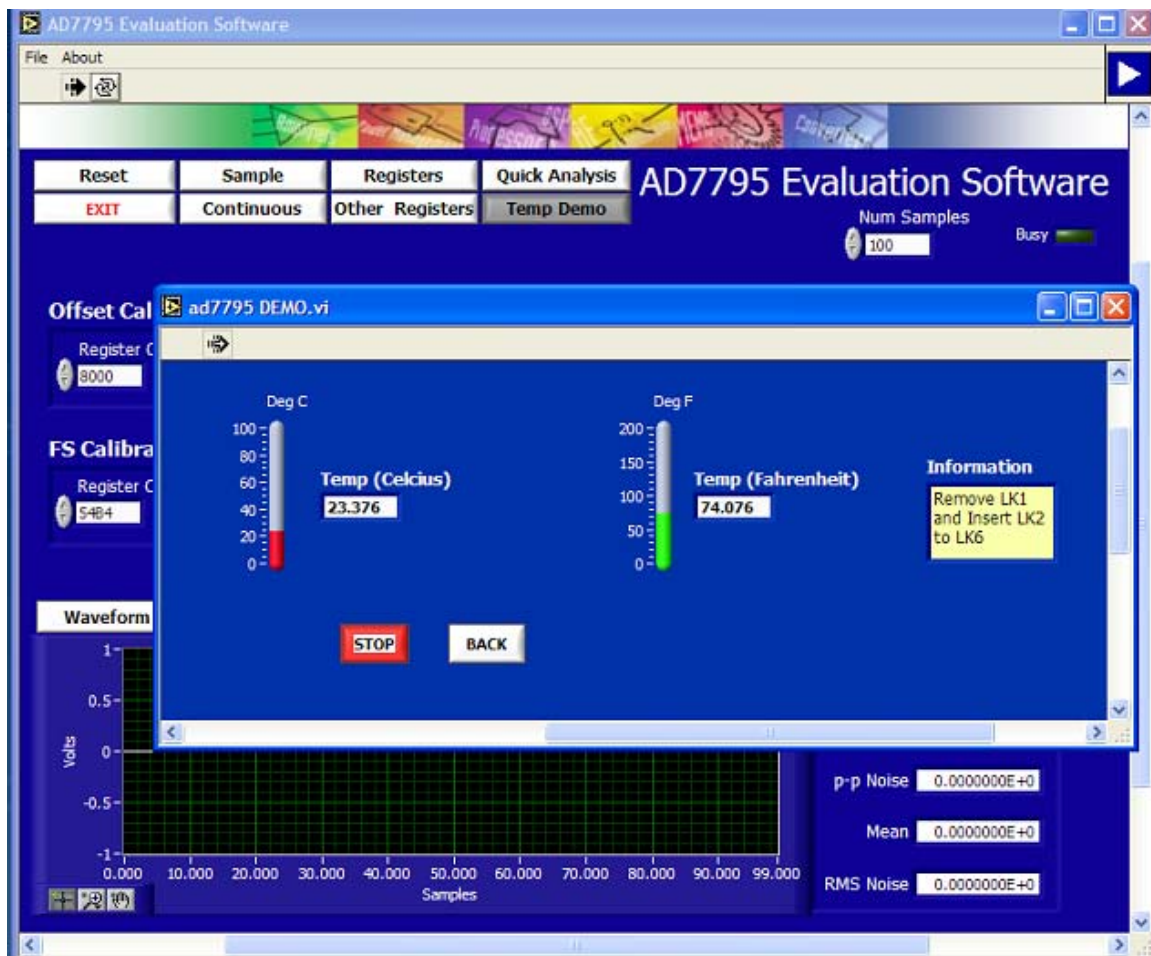 AD7795 Evaluation Software
File About
Reset Sample Registers Quick Analysis
EXIT Continuous Other Registers Temp Demo
AD7795 Evaluation Software
Num Samples
100
Busy
Offset Cal
Register C
8000
FS Calibra
Register C
54B4
ad7795 DEMO.vi
Deg C
100
80
60
40
20
0
Temp (Celcius)
23.376
Deg F
200
150
100
50
0
Temp (Fahrenheit)
74.076
Information
Remove LK1
and Insert LK2
to LK6
STOP BACK
Waveform
Volts
1
0.5
0
-0.5
-1
0.000 10.000 20.000 30.000 40.000 50.000 60.000 70.000 80.000 90.000 99.000
Samples
p-p Noise 0.0000000E+0
Mean 0.0000000E+0
RMS Noise 0.0000000E+0